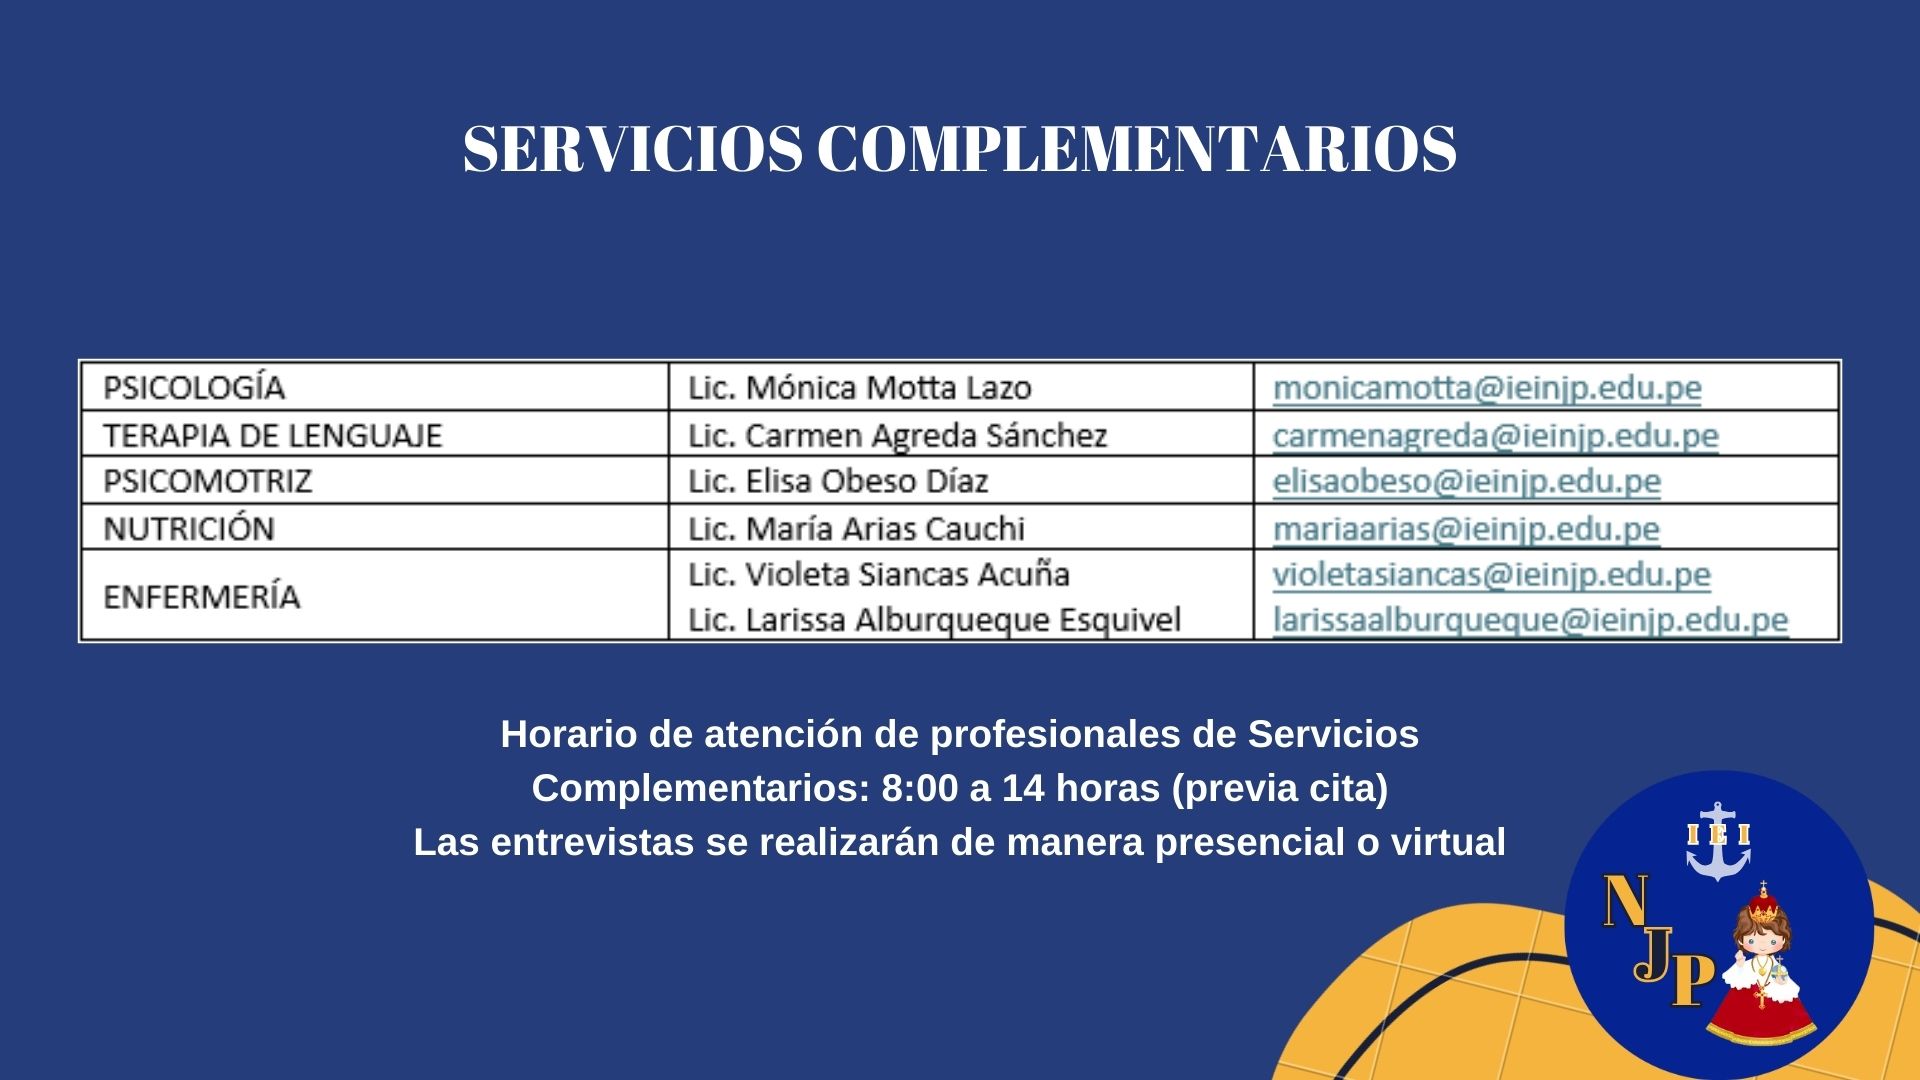 SERVICIOS COMPLEMENTARIOS
PSICOLOGÍA Lic. Mónica Motta Lazo monicamotta@ieinjp.edu.pe
TERAPIA DE LENGUAJE Lic. Carmen Agreda Sánchez carmenagreda@ieinjp.edu.pe
PSICOMOTRIZ Lic. Elisa Obeso Díaz elisaobeso@ieinjp.edu.pe
NUTRICIÓN Lic. María Arias Cauchi mariaarias@ieinjp.edu.pe
ENFERMERÍA
Lic. Violeta Siancas Acuña violetasiancas@ieinjp.edu.pe
Lic. Larissa Alburqueque Esquivel larissaalburqueque@ieinjp.edu.pe
Horario de atención de profesionales de Servicios
Complementarios: 8:00 a 14 horas (previa cita)
Las entrevistas se realizarán de manera presencial o virtual
I E I
N
J
P